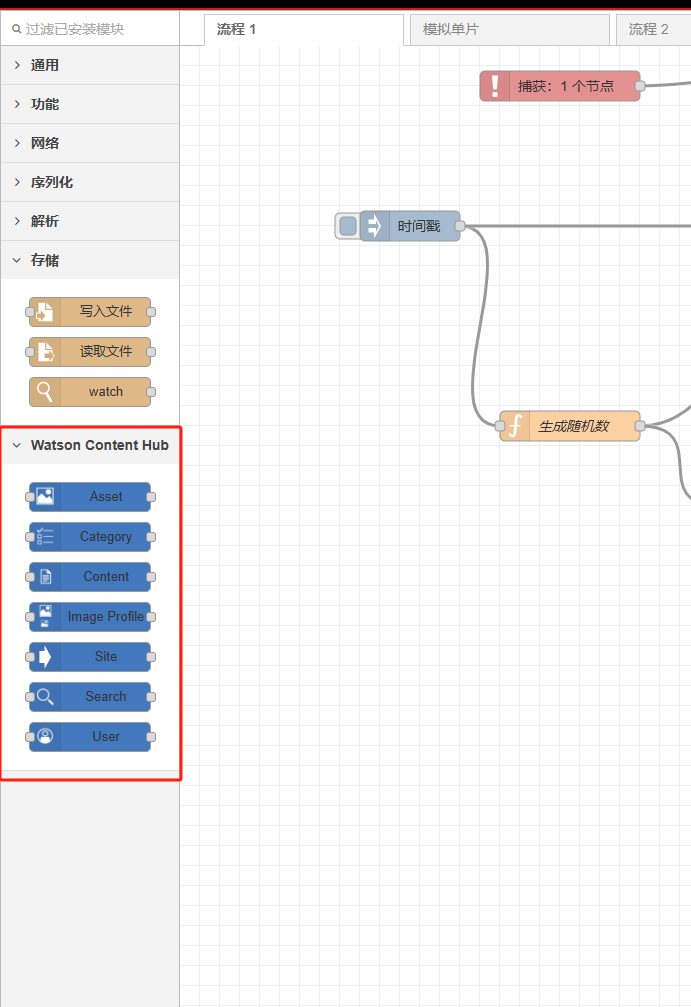 过滤已安装模块
流程 1
模拟单片
流程 2
通用
功能
网络
序列化
解析
存储
写入文件
读取文件
watch
Watson Content Hub
Asset
Category
Content
Image Profile
Site
Search
User
捕获：1 个节点
时间戳
生成随机数